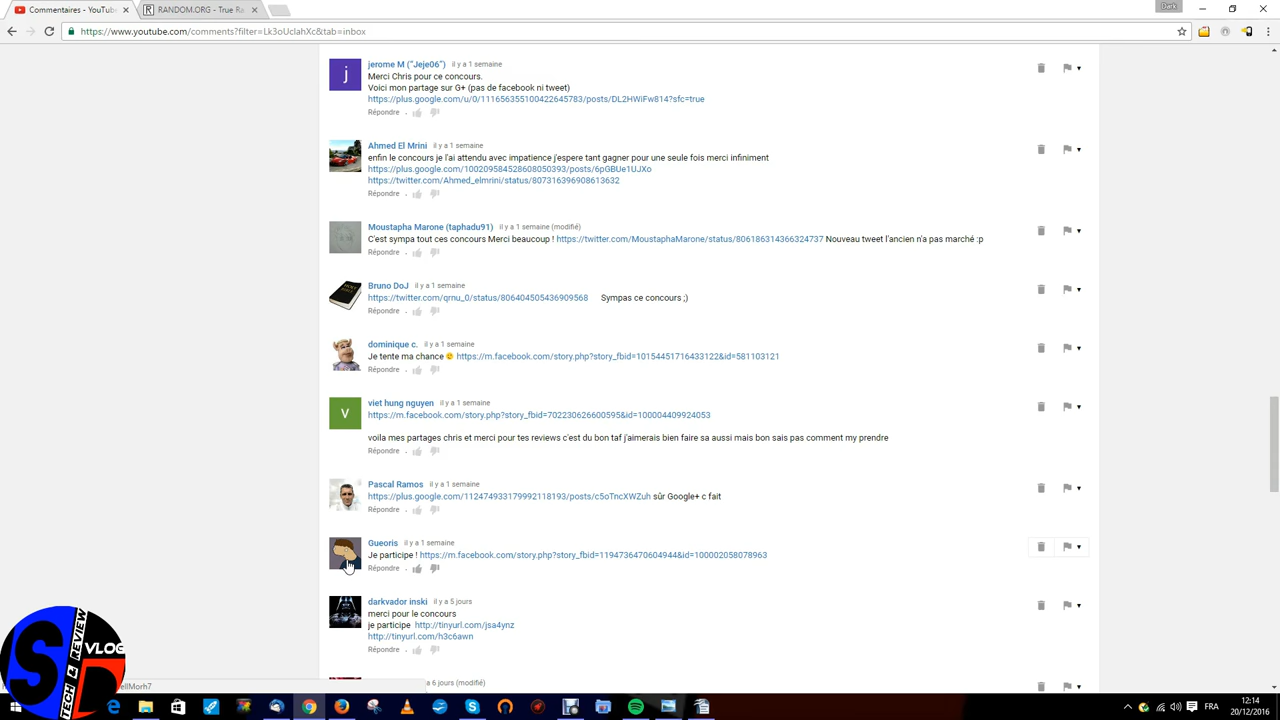 Commentaires - YouTub
RANDOM.ORG - True Ra
Dark
https://www.youtube.com/comments?filter=Lk3oUcIahXc&tab=inbox
j
jerome M ("Jeje06") il y a 1 semaine
Merci Chris pour ce concours.
Voici mon partage sur G+ (pas de facebook ni tweet)
https://plus.google.com/u/0/111656355100422645783/posts/DL2HWiFw814?sfc=true
Répondre
Ahmed El Mrini il y a 1 semaine
enfin le concours je l'ai attendu avec impatience j'espere tant gagner pour une seule fois merci infiniment
https://plus.google.com/100209584528608050393/posts/6pGBUe1UJXo
https://twitter.com/Ahmed_elmrini/status/807316396908613632
Répondre
Moustapha Marone (taphadu91) il y a 1 semaine (modifié)
C'est sympa tout ces concours Merci beaucoup ! https://twitter.com/MoustaphaMarone/status/806186314366324737 Nouveau tweet l'ancien n'a pas marché :p
Répondre
HOLY BIBLE
Bruno DoJ il y a 1 semaine
https://twitter.com/qrnu_0/status/806404505436909568 Sympas ce concours ;)
Répondre
dominique c. il y a 1 semaine
Je tente ma chance https://m.facebook.com/story.php?story_fbid=10154451716433122&id=581103121
Répondre
v
viet hung nguyen il y a 1 semaine
https://m.facebook.com/story.php?story_fbid=702230626600595&id=100004409924053
voila mes partages chris et merci pour tes reviews c'est du bon taf j'aimerais bien faire sa aussi mais bon sais pas comment my prendre
Répondre
Pascal Ramos il y a 1 semaine
https://plus.google.com/112474933179992118193/posts/c5oTncXWZuh sûr Google+ c fait
Répondre
Gueoris il y a 1 semaine
Je participe ! https://m.facebook.com/story.php?story_fbid=1194736470604944&id=100002058078963
Répondre
darkvador inski il y a 5 jours
merci pour le concours
je participe http://tinyurl.com/jsa4ynz
http://tinyurl.com/h3c6awn
Répondre
a 6 jours (modifié)
ellMorh7
TECH REVIEW
VLOG
FRA
12:14
20/12/2016